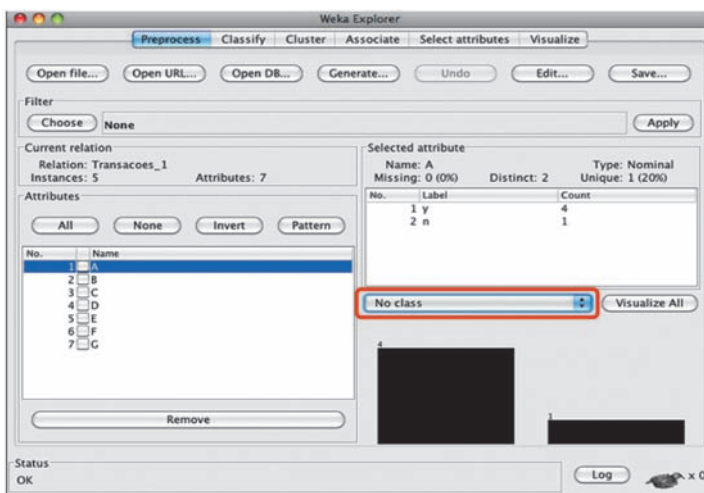 Weka Explorer
Preprocess Classify Cluster Associate Select attributes Visualize
Open file... Open URL... Open DB... Generate... Undo Edit... Save...
Filter
Choose None Apply
Current relation
Relation: Transacoes_1
Instances: 5 Attributes: 7
Selected attribute
Name: A Type: Nominal
Missing: 0 (0%) Distinct: 2 Unique: 1 (20%)
No. Label Count
1 y 4
2 n 1
Attributes
All None Invert Pattern
No. Name
1 A
2 B
3 C
4 D
5 E
6 F
7 G
Remove
No class Visualize All
4
1
Status
OK
Log x 0